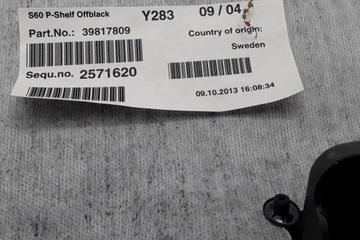 S60 P-Shelf Offblack Y283 09 / 04
Part.No.: 39817809 Country of origin:
Sweden
Sequ.no. 2571620
09.10.2013 16:08:34